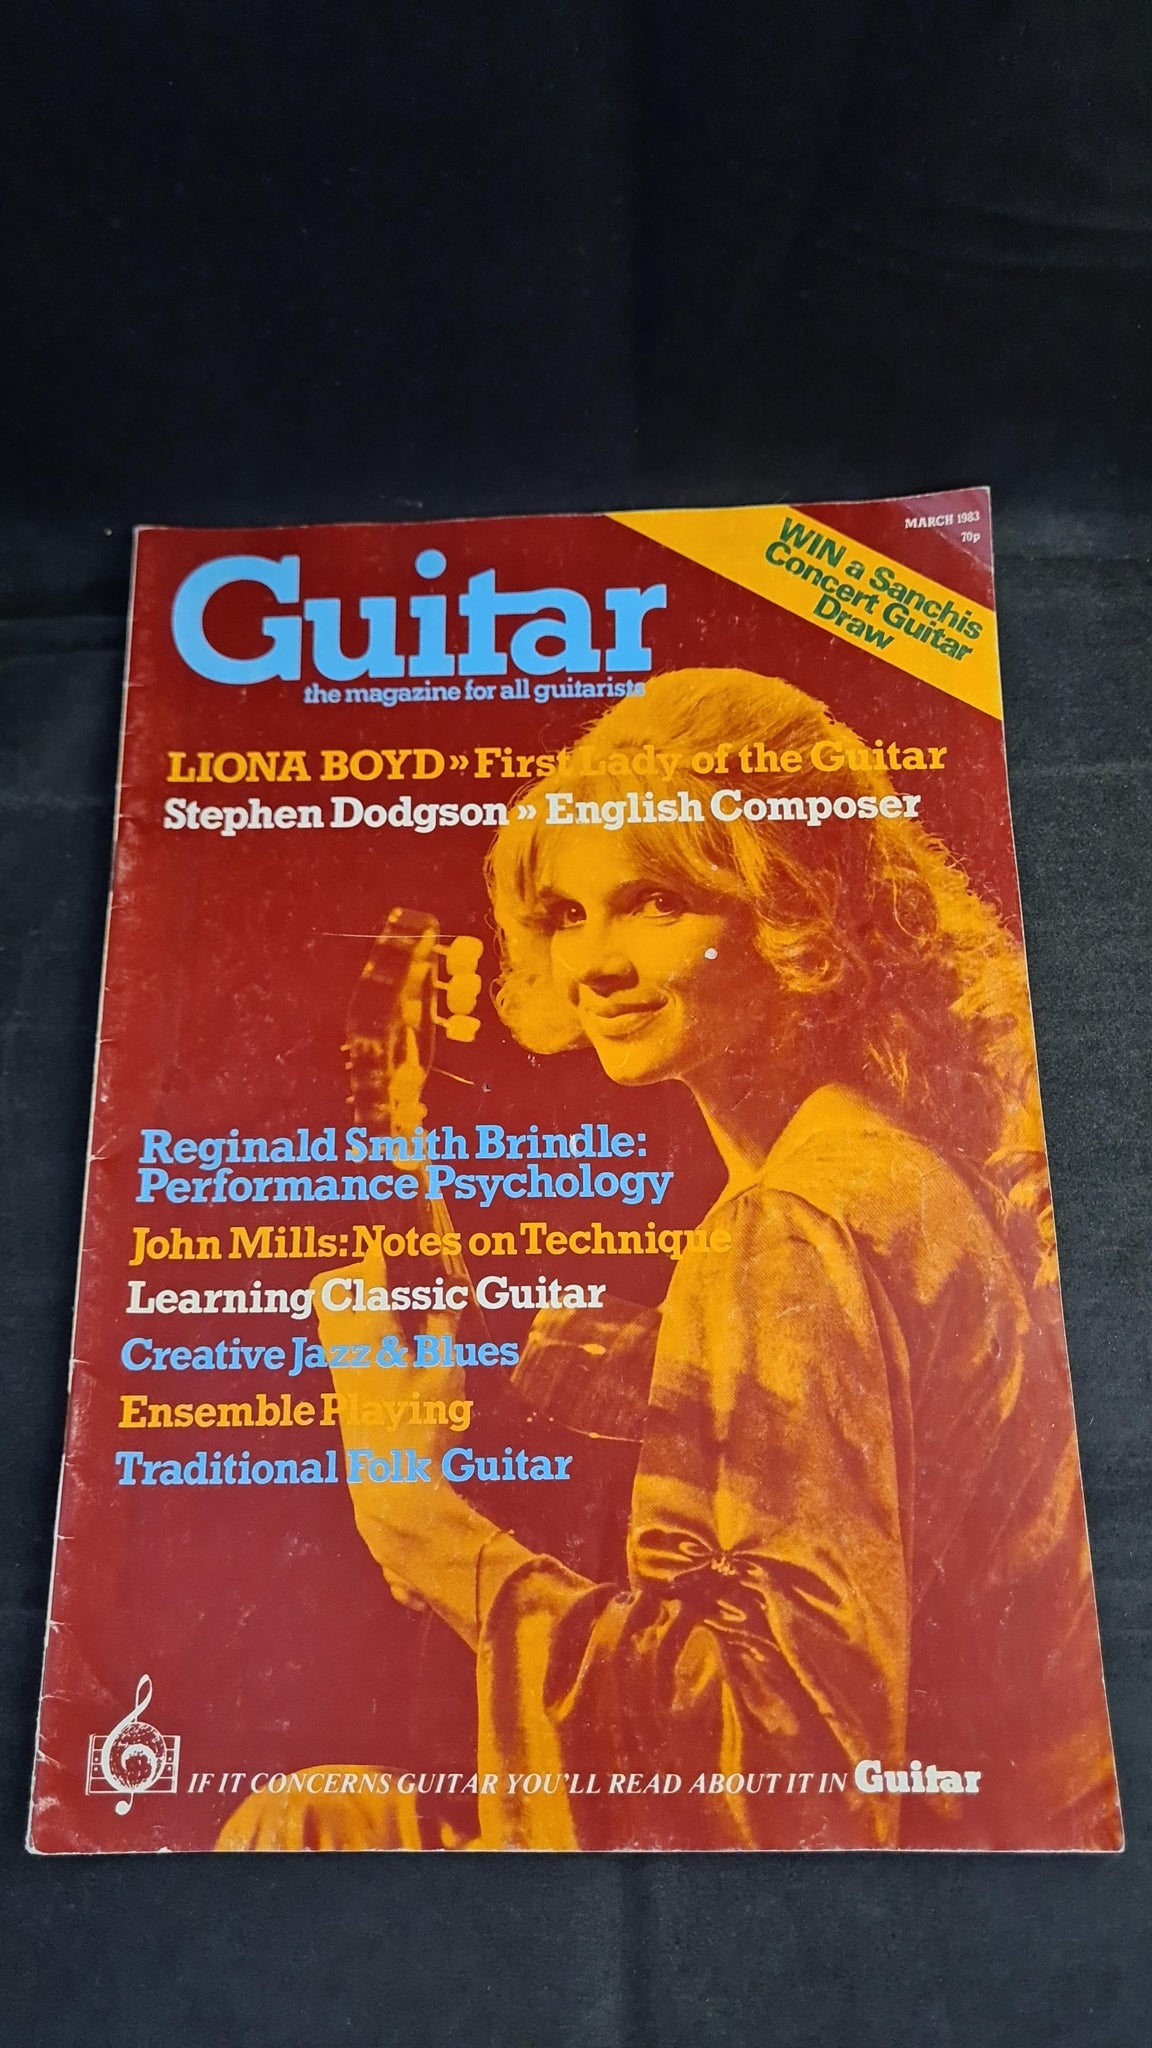 MARCH 1983
70p
WIN a Sanchis
Concert Guitar
Draw
Guitar
the magazine for all guitarists
LIONA BOYD » First Lady of the Guitar
Stephen Dodgson » English Composer
Reginald Smith Brindle:
Performance Psychology
John Mills: Notes on Technique
Learning Classic Guitar
Creative Jazz & Blues
Ensemble Playing
Traditional Folk Guitar
IF IT CONCERNS GUITAR YOU'LL READ ABOUT IT IN Guitar